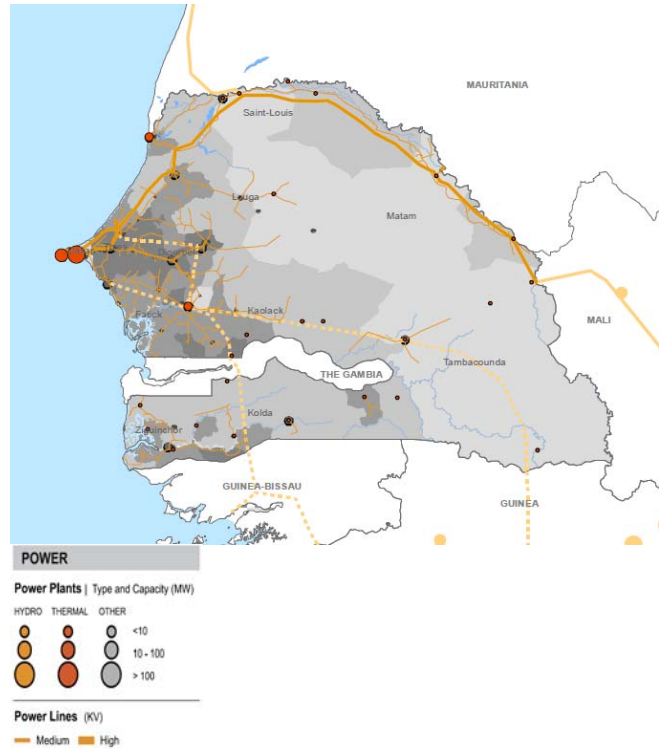 MAURITANIA
Saint-Louis
Louga
Matam
Fatick
Kaolack
MALI
THE GAMBIA
Tambacounda
Kolda
Ziguinchor
GUINEA-BISSAU
GUINEA
POWER
Power Plants | Type and Capacity (MW)
HYDRO THERMAL OTHER
<10
10 - 100
> 100
Power Lines (KV)
Medium High